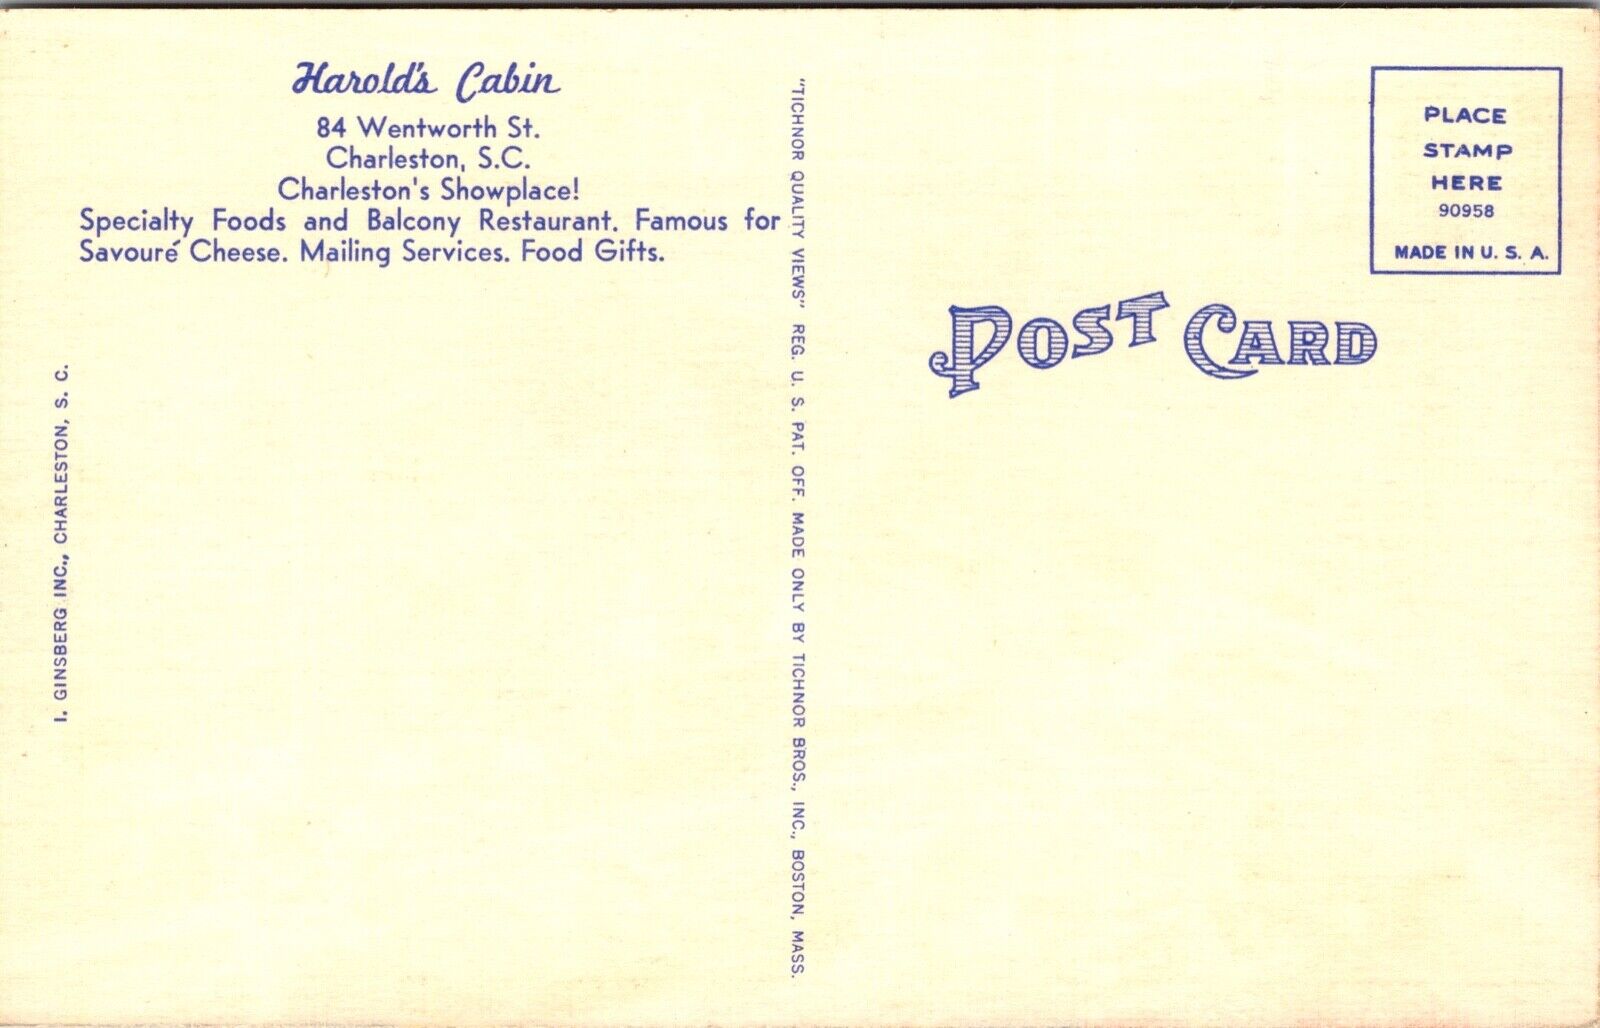 Harold's Cabin
84 Wentworth St.
Charleston, S.C.
Charleston's Showplace!
Specialty Foods and Balcony Restaurant. Famous for
Savouré Cheese. Mailing Services. Food Gifts.
I. GINSBERG INC., CHARLESTON, S. C.
"TICHNOR QUALITY VIEWS" REG. U. S. PAT. OFF. MADE ONLY BY TICHNOR BROS., INC., BOSTON, MASS.
PLACE
STAMP
HERE
90958
MADE IN U. S. A.
POST CARD